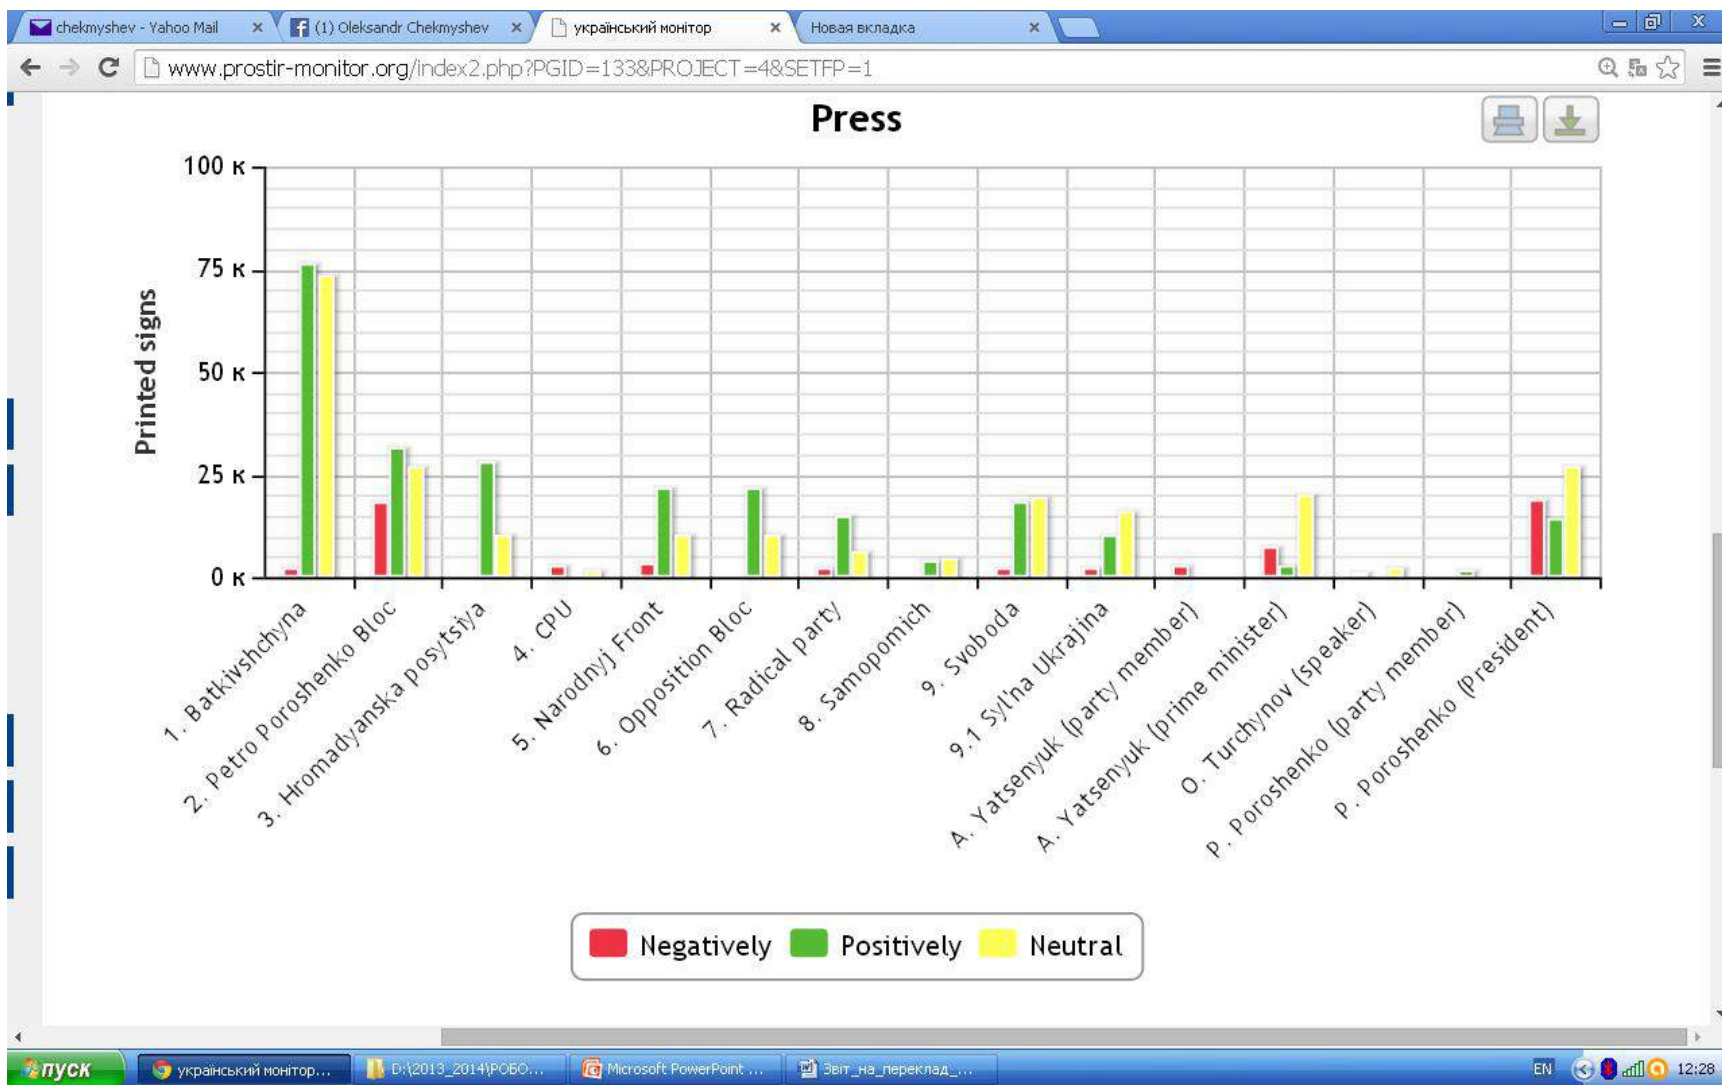 chekmyshev - Yahoo Mail
(1) Oleksandr Chekmyshev
український монітор
Новая вкладка
www.prostir-monitor.org/index2.php?PGID=133&PROJECT=4&SETFP=1
Press
Printed signs
100 к
75 к
50 к
25 к
0 к
1. Batkivshchyna
2. Petro Poroshenko Bloc
3. Hromadyanska posytsiya
4. CPU
5. Narodnyj Front
6. Opposition Bloc
7. Radical party
8. Samopomich
9. Svoboda
9.1 Syl'na Ukrajina
A. Yatsenyuk (party member)
A. Yatsenyuk (prime minister)
O. Turchynov (speaker)
P. Poroshenko (party member)
P. Poroshenko (President)
Negatively Positively Neutral
пуск
український монітор...
D:\2013_2014\РОБО...
Microsoft PowerPoint ...
Звіт_на_переклад_...
EN
12:28